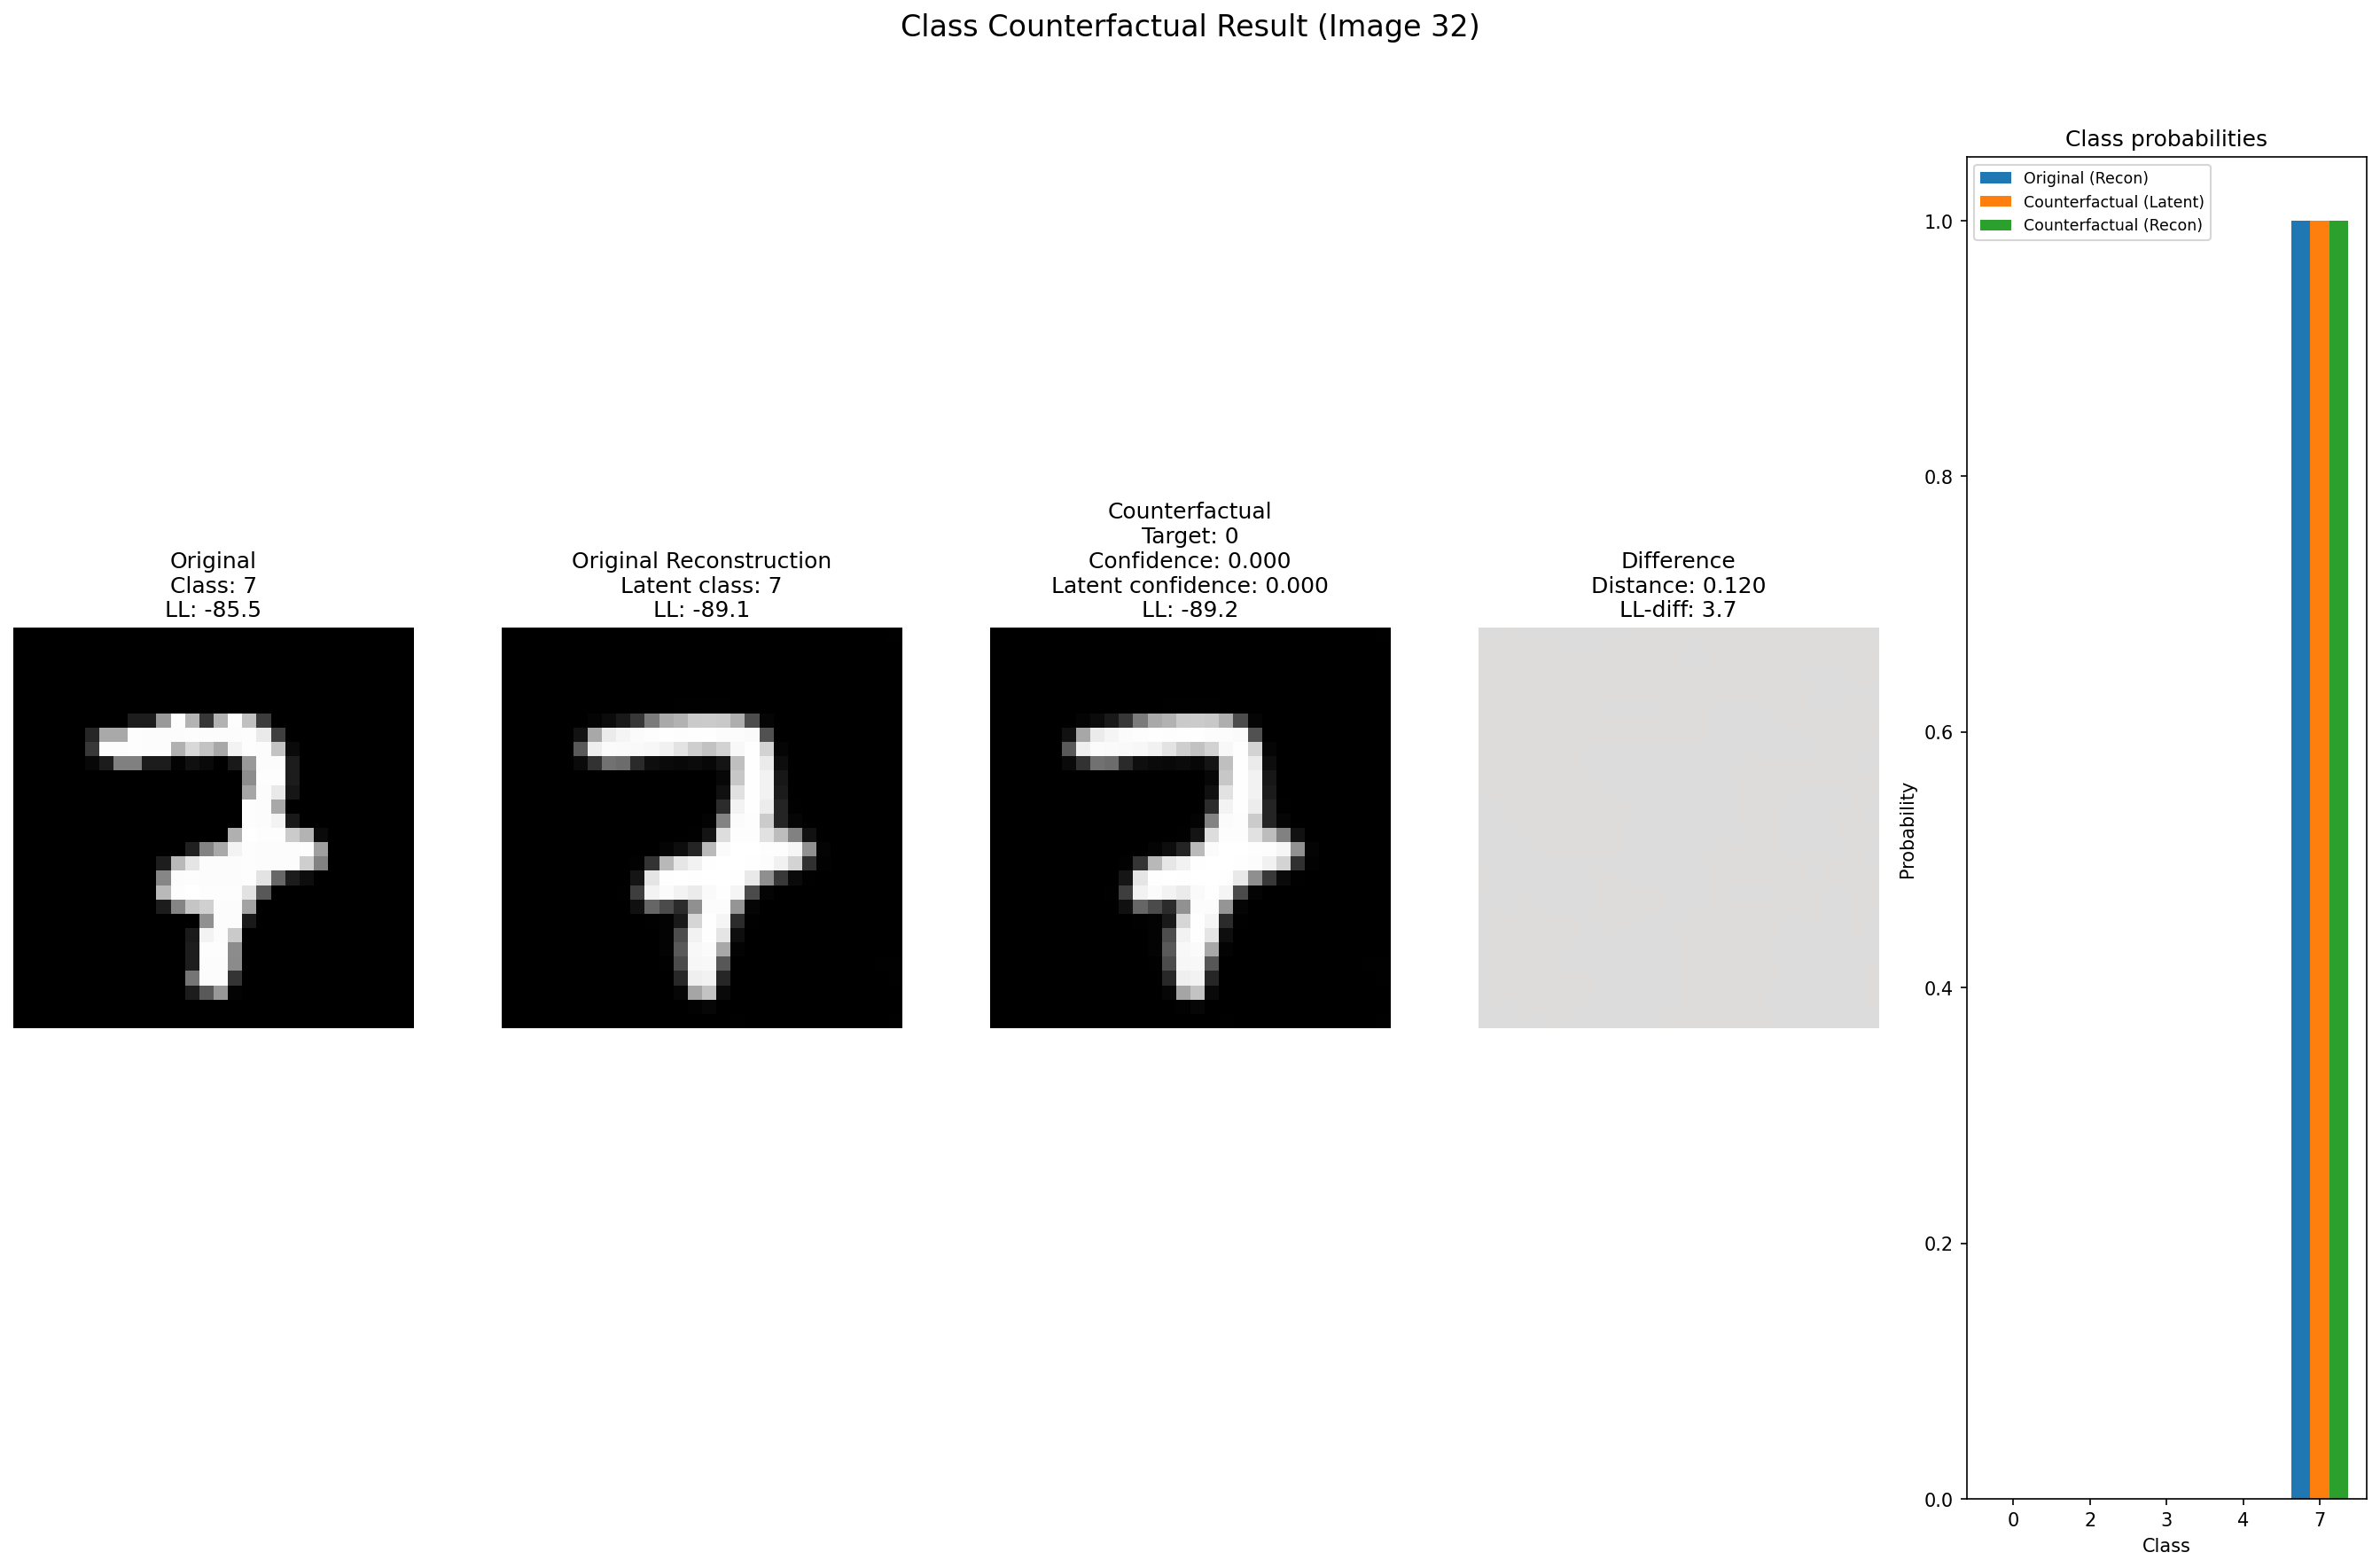 Class Counterfactual Result (Image 32)
Original
Class: 7
LL: -85.5
Original Reconstruction
Latent class: 7
LL: -89.1
Counterfactual
Target: 0
Confidence: 0.000
Latent confidence: 0.000
LL: -89.2
Difference
Distance: 0.120
LL-diff: 3.7
Class probabilities
Original (Recon)
Counterfactual (Latent)
Counterfactual (Recon)
1.0
0.8
0.6
0.4
0.2
0.0
Probability
0 2 3 4 7
Class
7
7
7